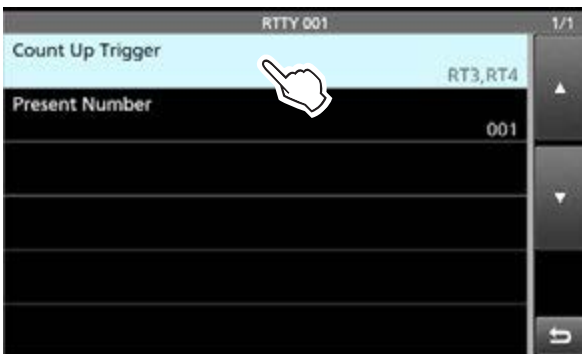 RTTY 001
1/1
Count Up Trigger
RT3,RT4
Present Number
001